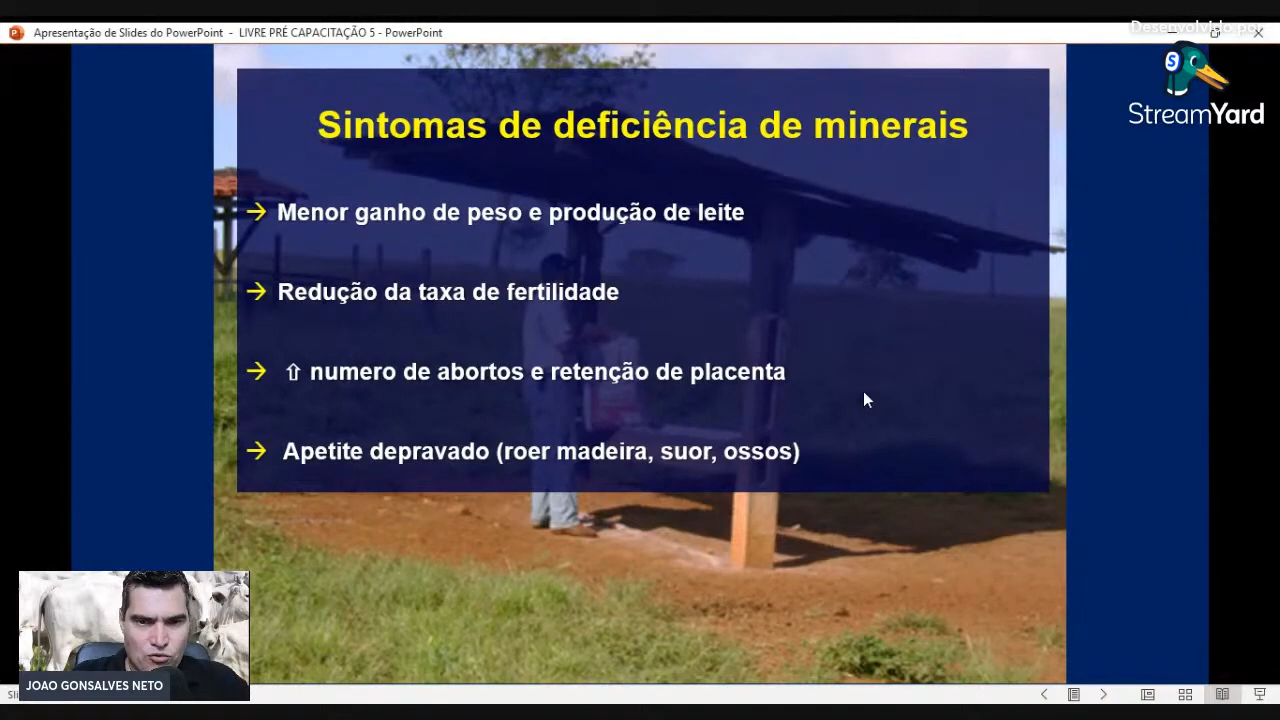 Apresentação de Slides do PowerPoint - LIVRE PRÉ CAPACITAÇÃO 5 - PowerPoint
Desenvolvido por
StreamYard
Sintomas de deficiência de minerais
→ Menor ganho de peso e produção de leite
→ Redução da taxa de fertilidade
→ ⇧ numero de abortos e retenção de placenta
→ Apetite depravado (roer madeira, suor, ossos)
JOAO GONSALVES NETO